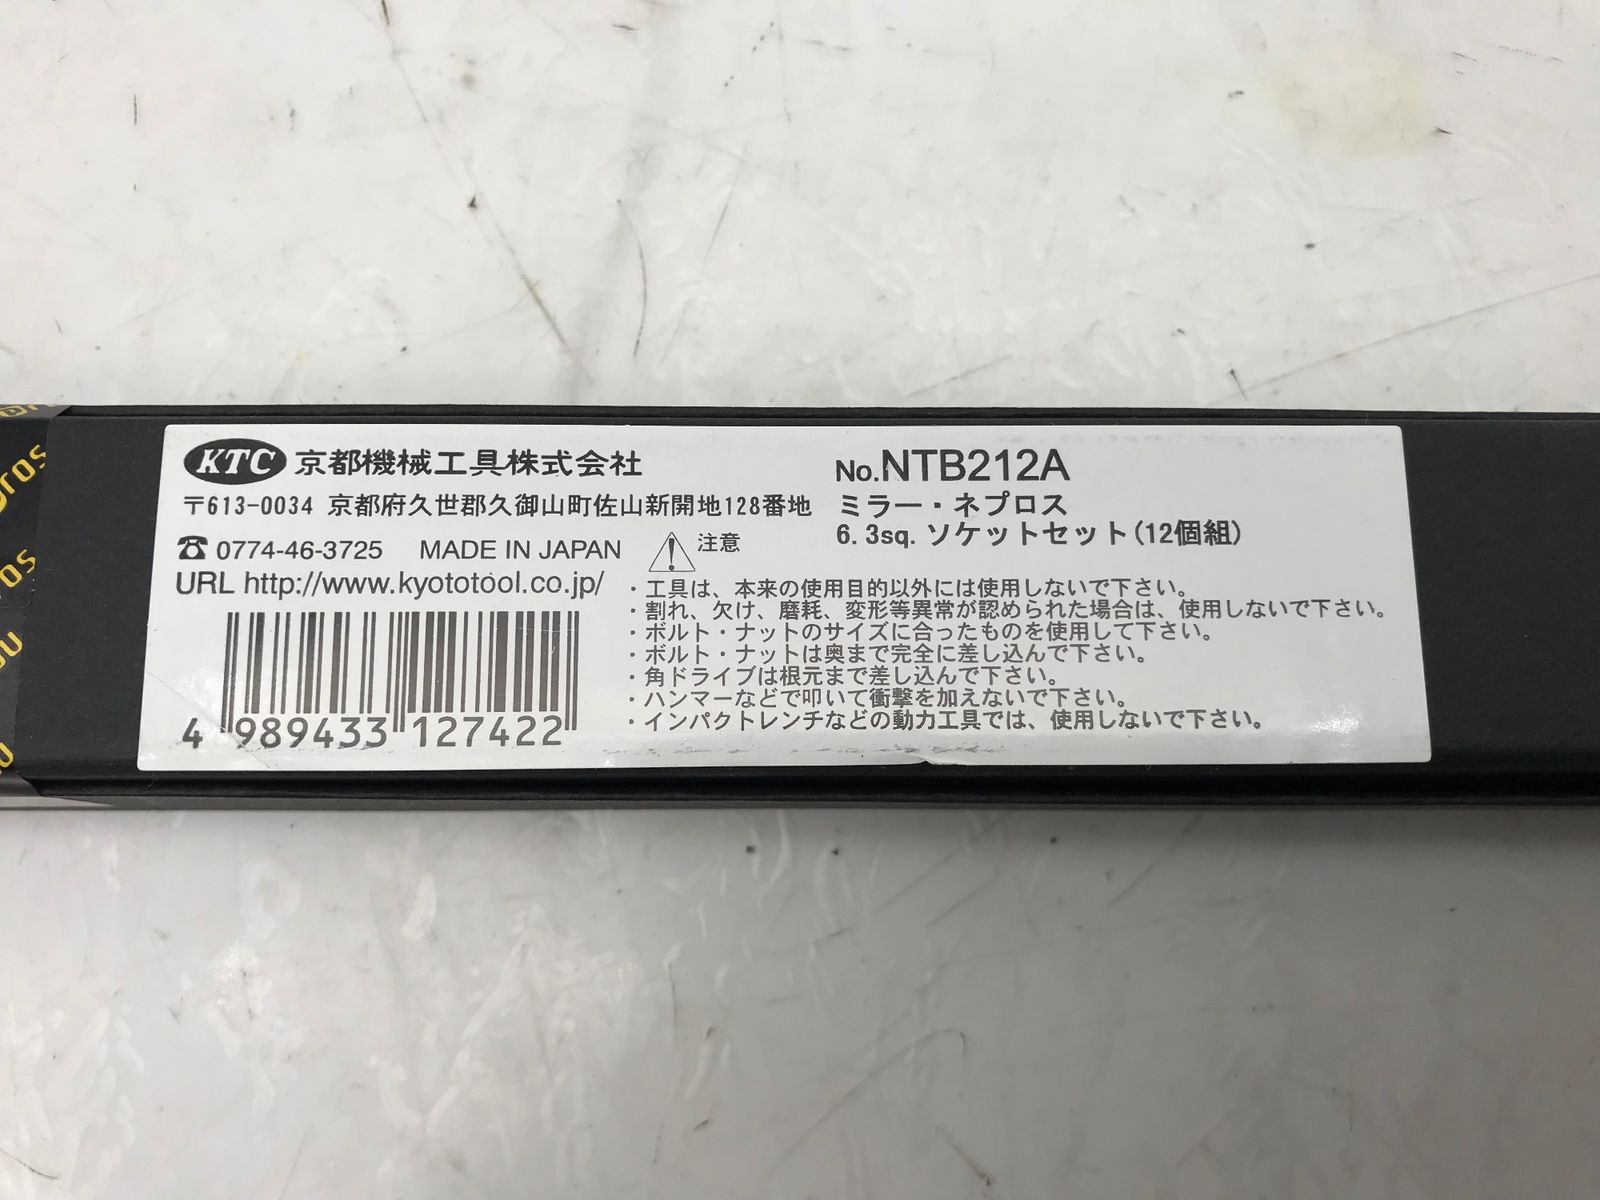 KTC 京都機械工具株式会社
〒613-0034 京都府久世郡久御山町佐山新開地128番地
☎ 0774-46-3725 MADE IN JAPAN
URL http://www.kyototool.co.jp/
4 989433 127422
No.NTB212A
ミラー・ネプロス
6.3sq. ソケットセット(12個組)
注意
・工具は、本来の使用目的以外には使用しないで下さい。
・割れ、欠け、磨耗、変形等異常が認められた場合は、使用しないで下さい。
・ボルト・ナットのサイズに合ったものを使用して下さい。
・ボルト・ナットは奥まで完全に差し込んで下さい。
・角ドライブは根元まで差し込んで下さい。
・ハンマーなどで叩いて衝撃を加えないで下さい。
・インパクトレンチなどの動力工具では、使用しないで下さい。